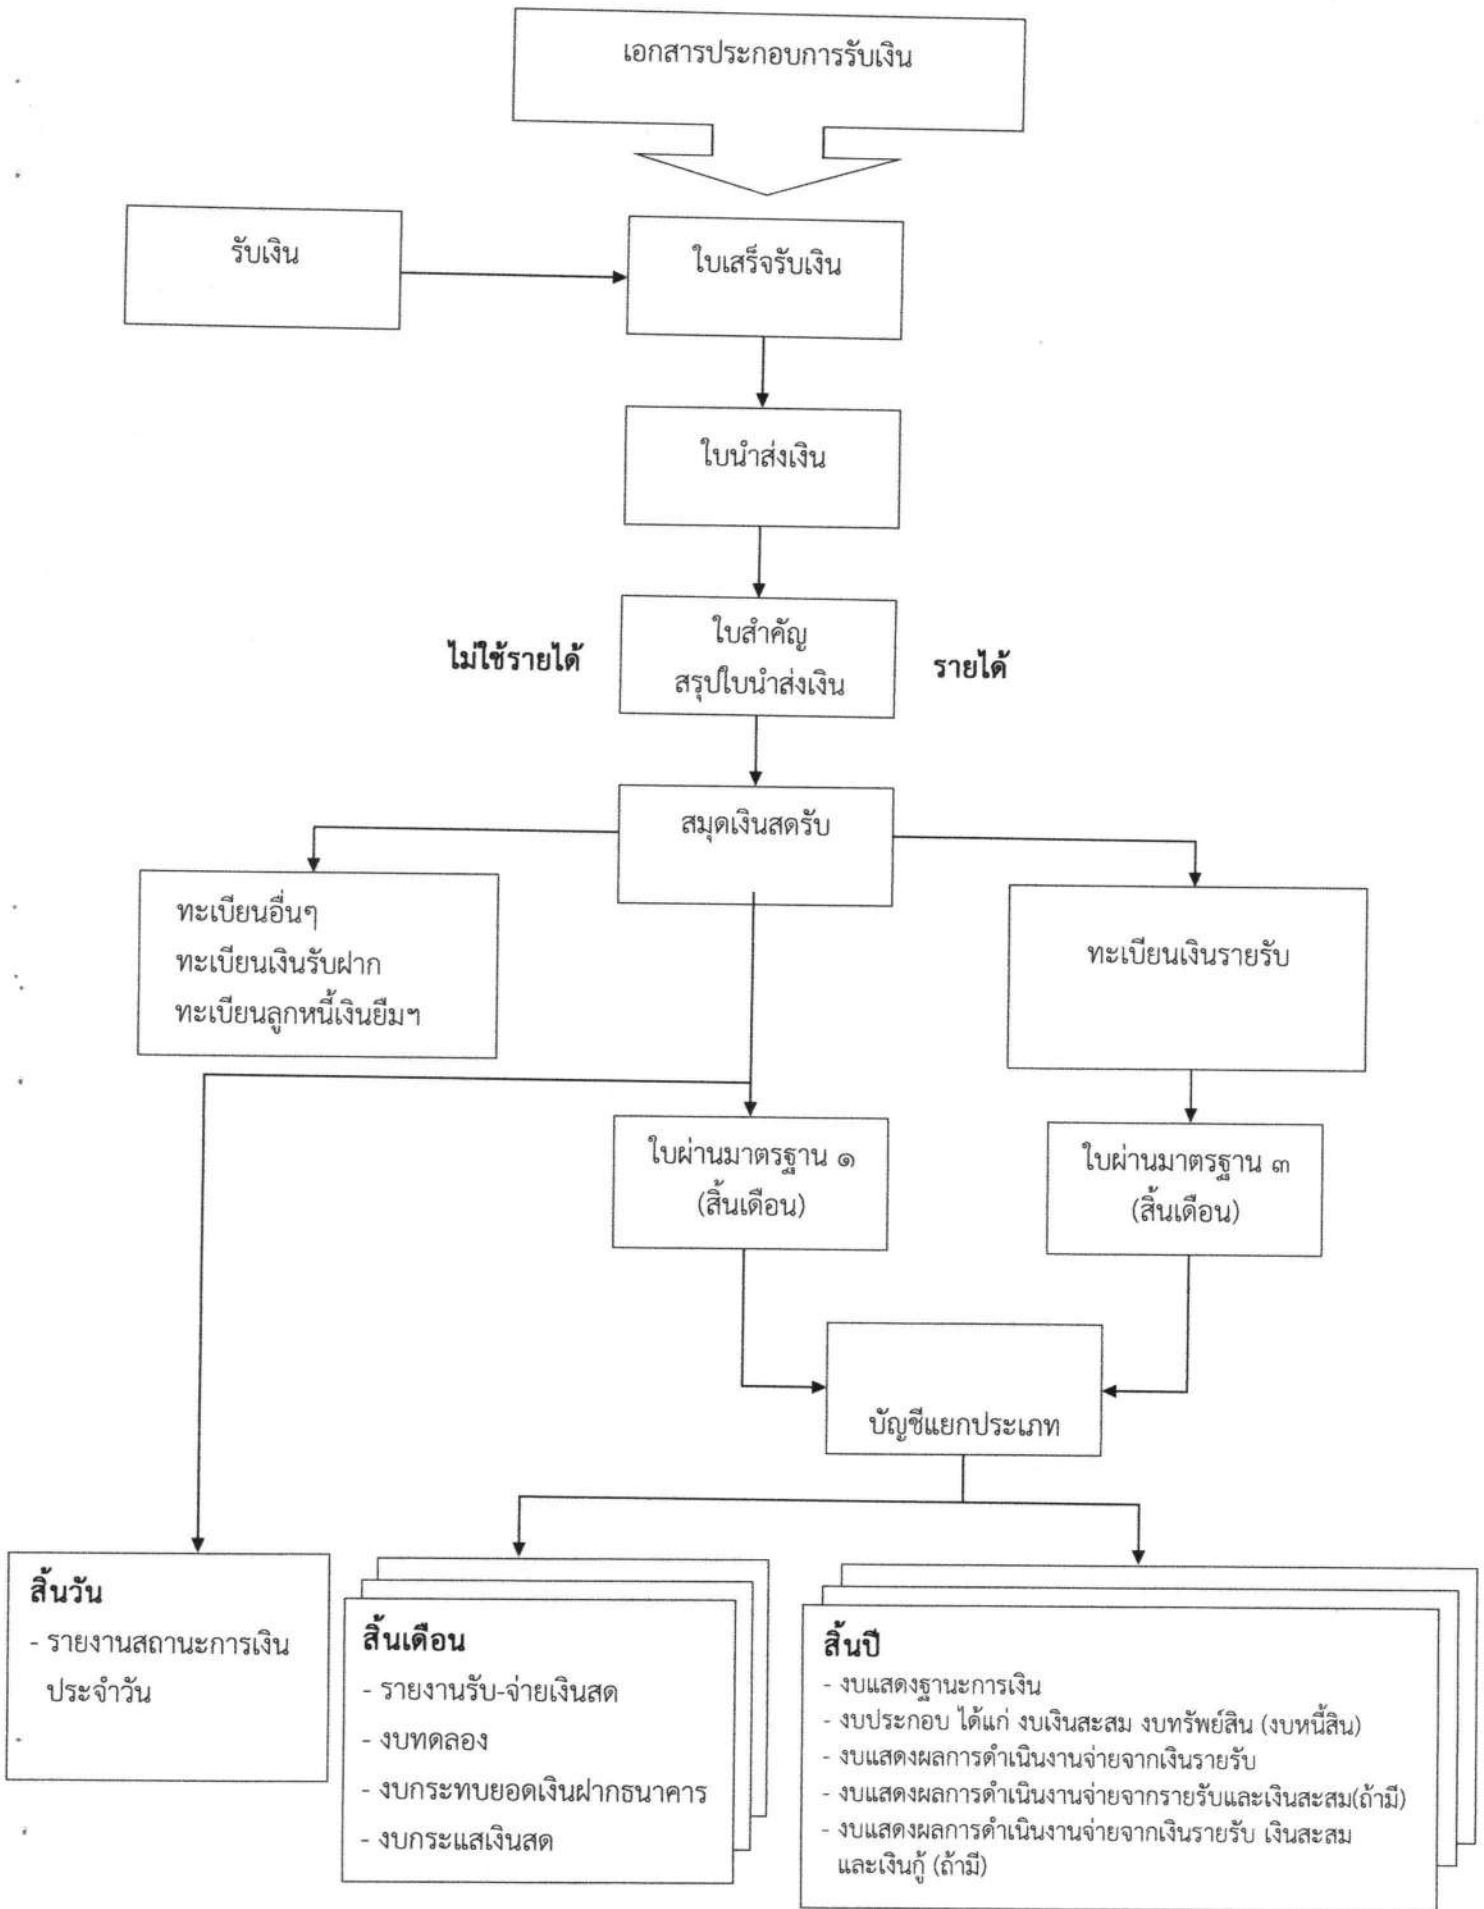 เอกสารประกอบการรับเงิน
รับเงิน
ใบเสร็จรับเงิน
ใบนำส่งเงิน
ใบสำคัญ
สรุปใบนำส่งเงิน
ไม่ใช้รายได้
รายได้
สมุดเงินสดรับ
ทะเบียนอื่นๆ
ทะเบียนเงินรับฝาก
ทะเบียนลูกหนี้เงินยืมฯ
ทะเบียนเงินรายรับ
ใบผ่านมาตรฐาน ๑
(สิ้นเดือน)
ใบผ่านมาตรฐาน ๓
(สิ้นเดือน)
บัญชีแยกประเภท
สิ้นวัน
- รายงานสถานะการเงิน
ประจำวัน
สิ้นเดือน
- รายงานรับ-จ่ายเงินสด
- งบทดลอง
- งบกระทบยอดเงินฝากธนาคาร
- งบกระแสเงินสด
สิ้นปี
- งบแสดงฐานะการเงิน
- งบประกอบ ได้แก่ งบเงินสะสม งบทรัพย์สิน (งบหนี้สิน)
- งบแสดงผลการดำเนินงานจ่ายจากเงินรายรับ
- งบแสดงผลการดำเนินงานจ่ายจากรายรับและเงินสะสม(ถ้ามี)
- งบแสดงผลการดำเนินงานจ่ายจากเงินรายรับ เงินสะสม
และเงินกู้ (ถ้ามี)